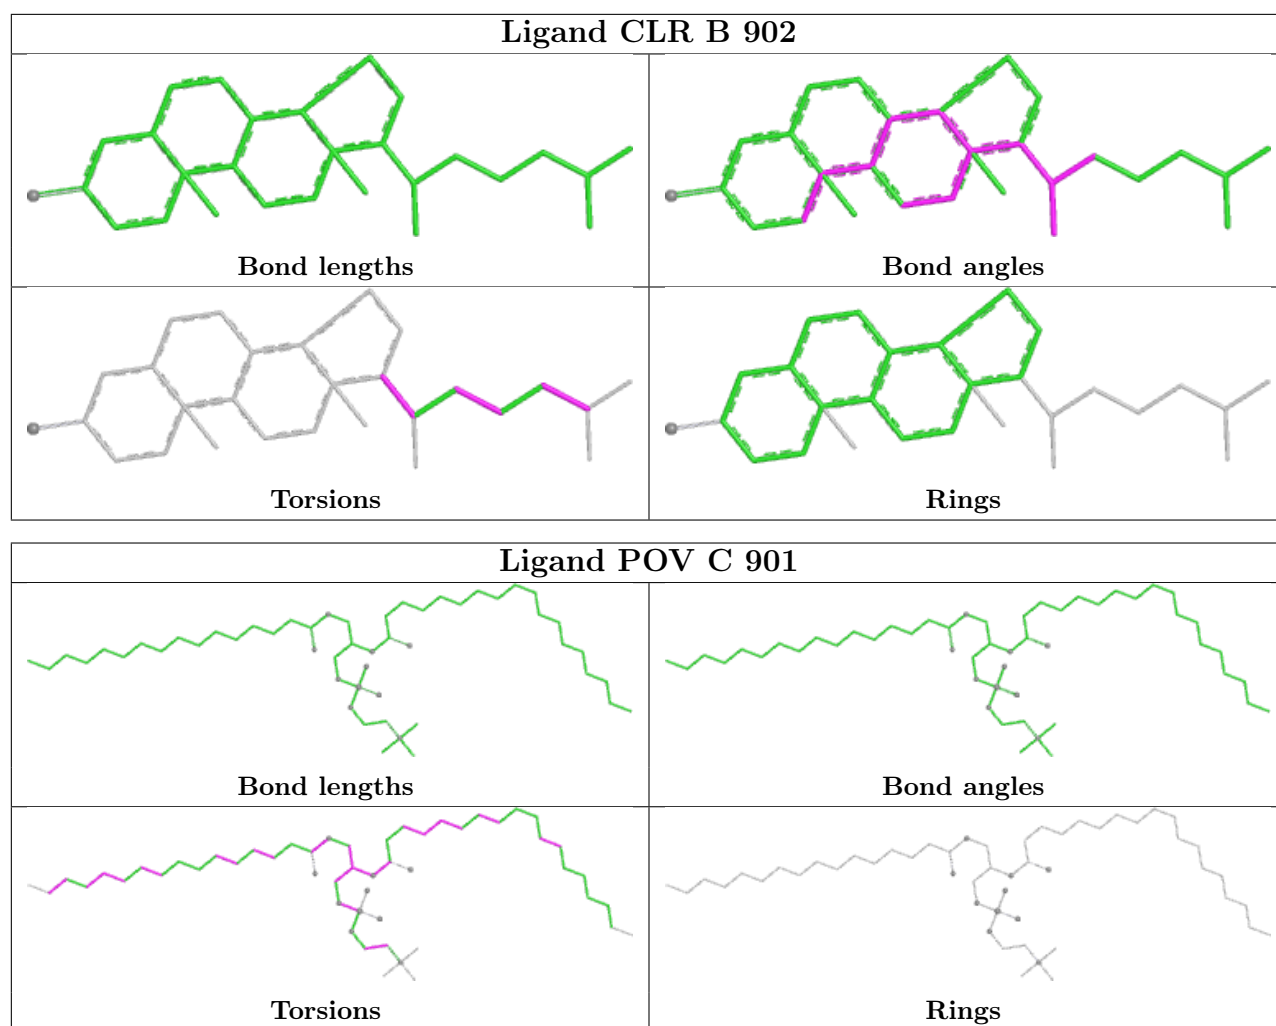 Ligand CLR B 902
Bond lengths
Bond angles
Torsions
Rings
Ligand POV C 901
Bond lengths
Bond angles
Torsions
Rings